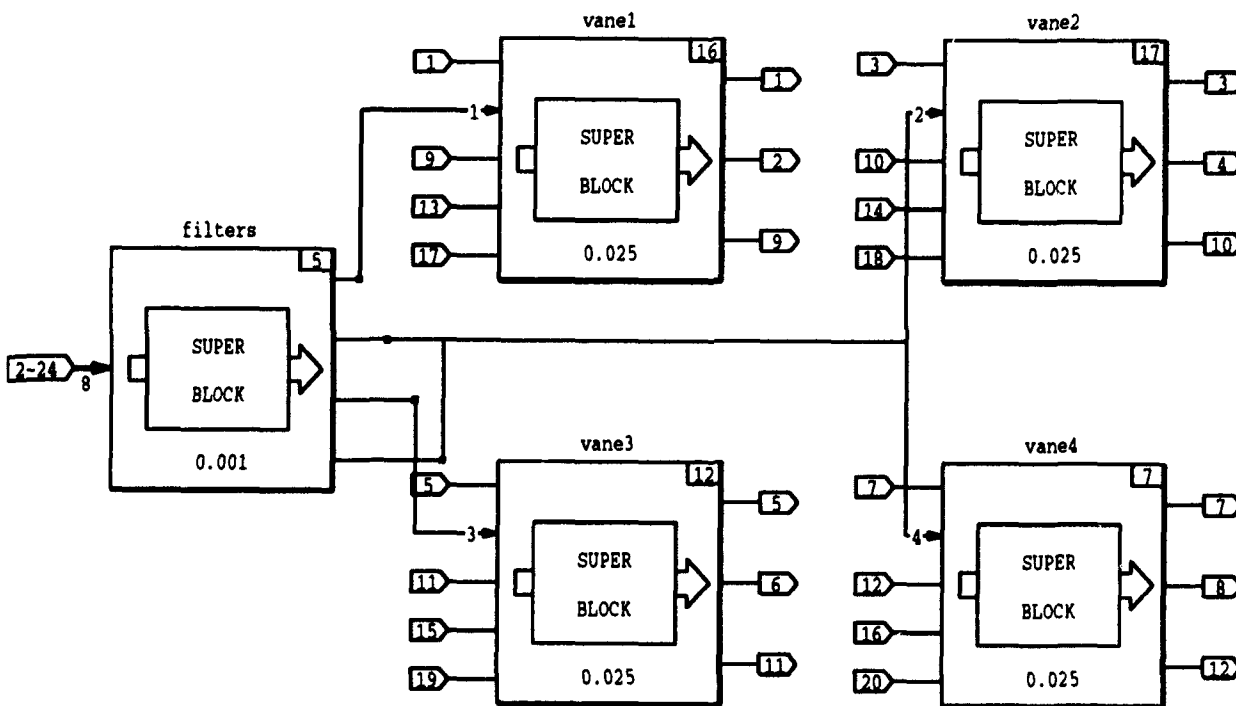 vane1
16
1
1
1
9
SUPER
BLOCK
2
13
17
0.025
9
vane2
17
3
2
3
10
SUPER
BLOCK
4
14
18
0.025
10
filters
5
2-24
8
SUPER
BLOCK
0.001
vane3
12
5
5
3
11
SUPER
BLOCK
6
15
19
0.025
11
vane4
7
7
7
4
12
SUPER
BLOCK
8
16
20
0.025
12